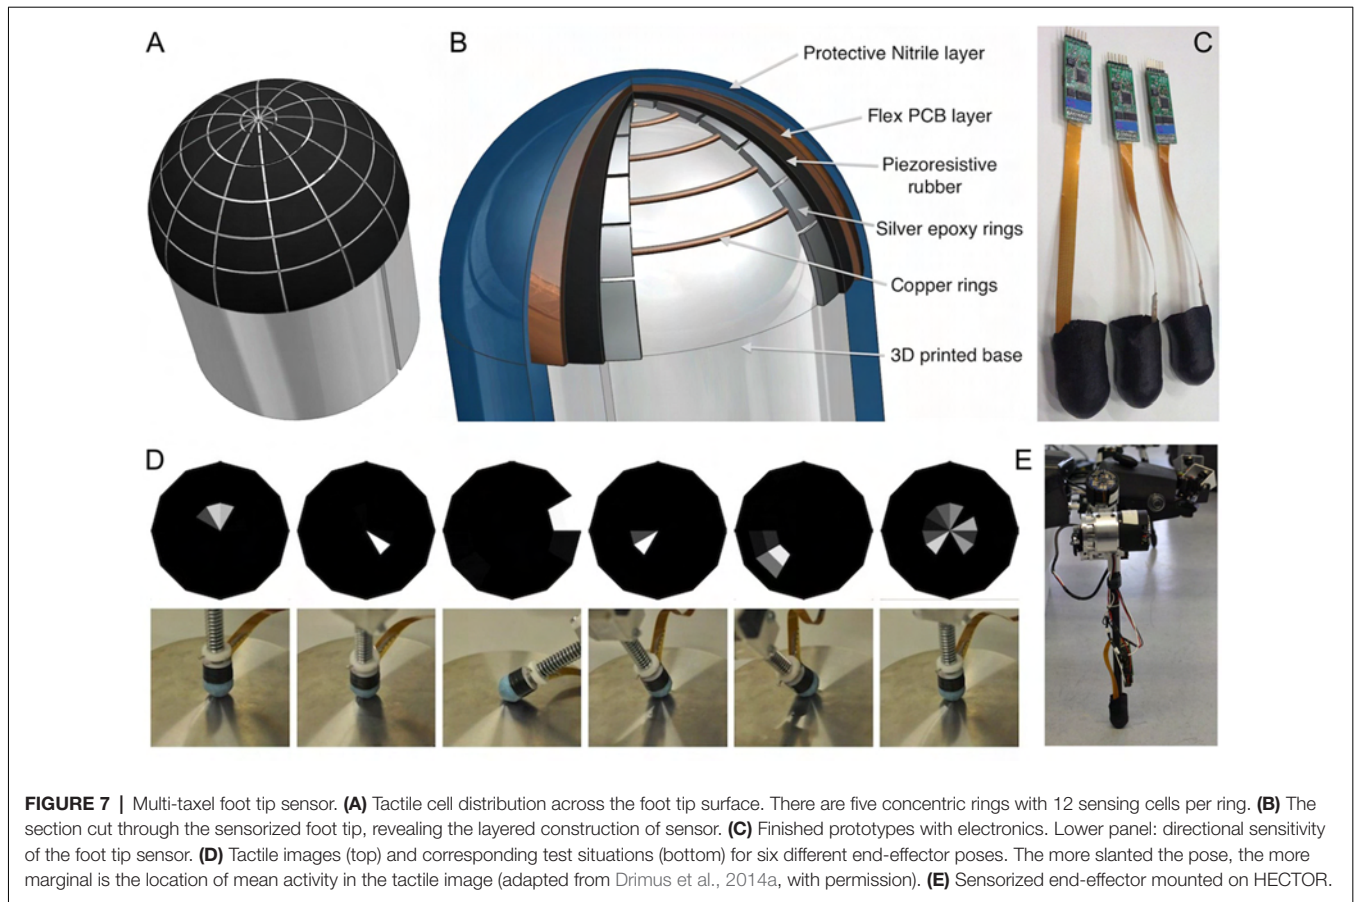 A
B
C
Protective Nitrile layer
Flex PCB layer
Piezoresistive
rubber
Silver epoxy rings
Copper rings
3D printed base
D
E
FIGURE 7 | Multi-taxel foot tip sensor. (A) Tactile cell distribution across the foot tip surface. There are five concentric rings with 12 sensing cells per ring. (B) The
section cut through the sensorized foot tip, revealing the layered construction of sensor. (C) Finished prototypes with electronics. Lower panel: directional sensitivity
of the foot tip sensor. (D) Tactile images (top) and corresponding test situations (bottom) for six different end-effector poses. The more slanted the pose, the more
marginal is the location of mean activity in the tactile image (adapted from Drimus et al., 2014a, with permission). (E) Sensorized end-effector mounted on HECTOR.